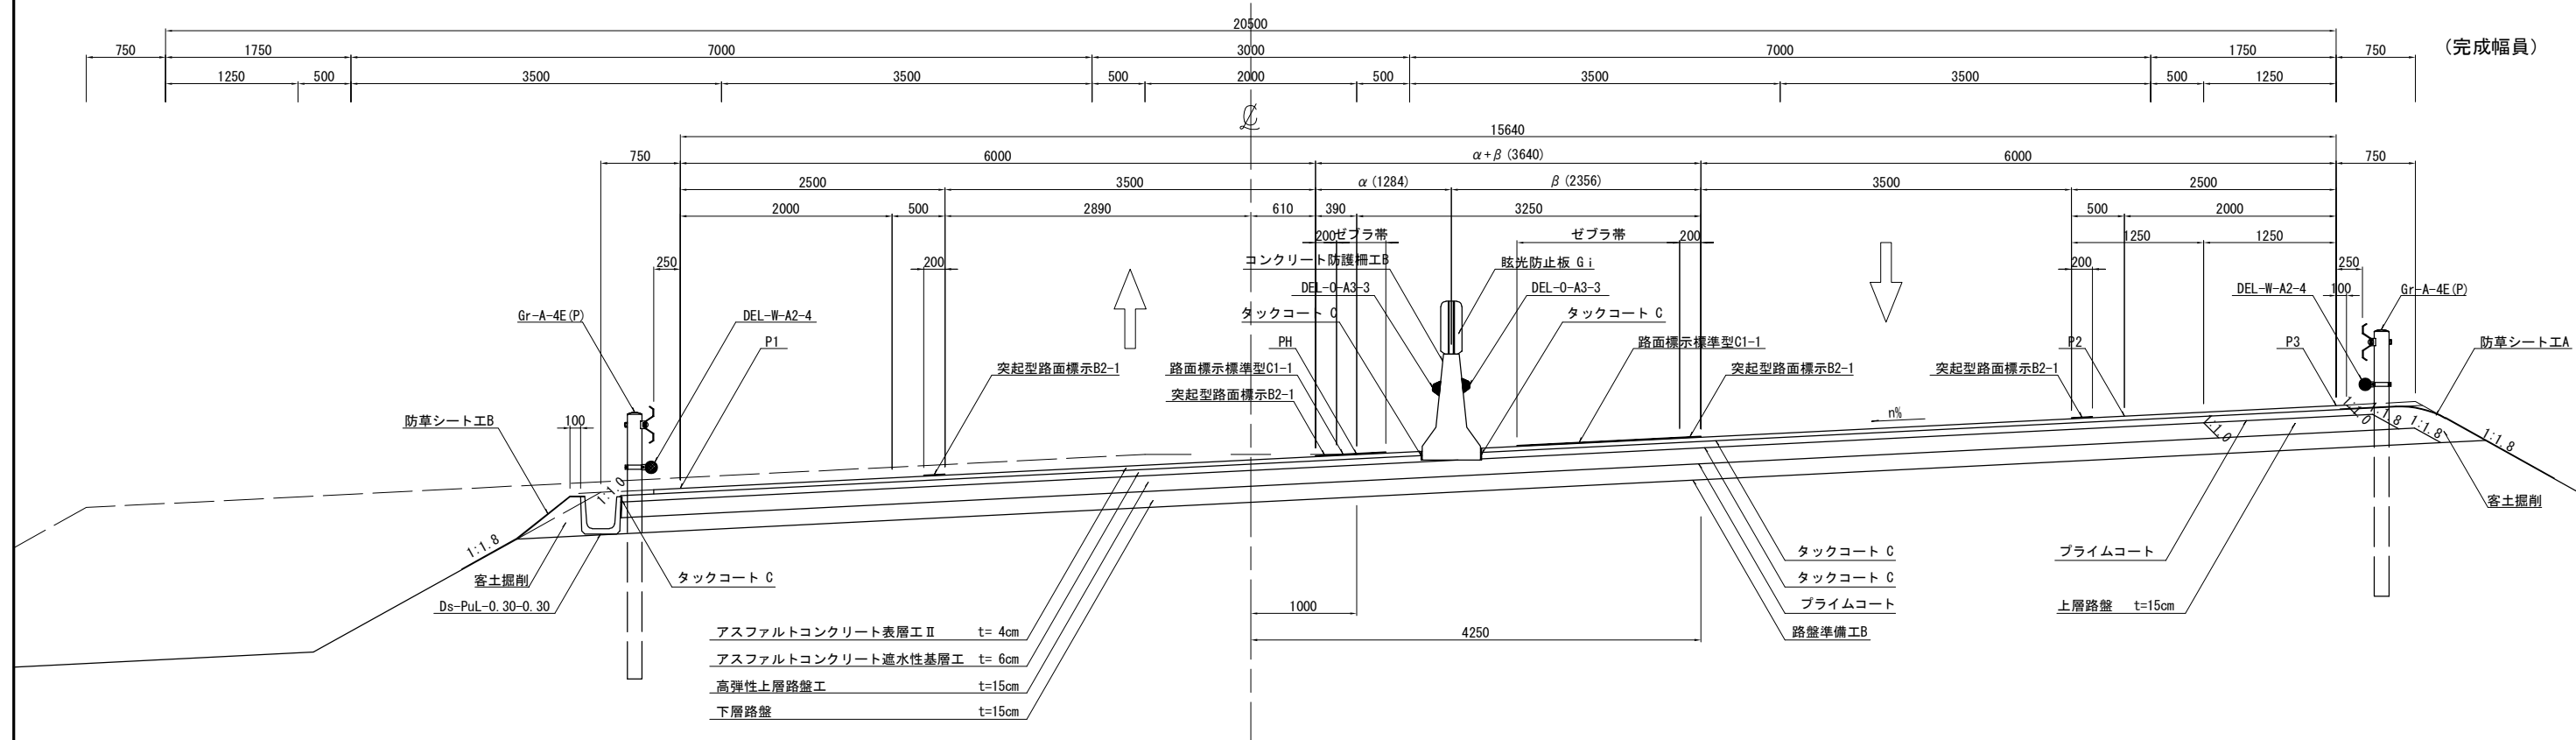 20500
750 1750 7000 3000 7000 1750 750 (完成幅員)
1250 500 3500 3500 500 2000 500 3500 3500 500 1250
15640
750 6000 α+β (3640) 6000 750
2500 3500 α (1284) β (2356) 3500 2500
2000 500 2890 610 390 3250 500 2000
200 ゼブラ帯 ゼブラ帯 200 1250 1250
250 200 コンクリート防護柵工B 眩光防止板 Gi 200 250
DEL-O-A3-3 DEL-O-A3-3 DEL-W-A2-4 100 Gr-A-4E(P)
Gr-A-4E(P) DEL-W-A2-4 タックコート C タックコート C
P1 PH 路面標示標準型C1-1 P2 P3 防草シート工A
突起型路面標示B2-1 路面標示標準型C1-1 突起型路面標示B2-1 突起型路面標示B2-1
突起型路面標示B2-1
防草シート工B 100 n%
1:1.0 1:1.8 1:1.8 1:1.8
1:1.0
1:1.0
1:1.8
客土掘削
タックコート C
プライムコート
客土掘削 タックコート C タックコート C
Ds-PuL-0.30-0.30 1000 プライムコート 上層路盤 t=15cm
アスファルトコンクリート表層工Ⅱ t= 4cm 4250 路盤準備工B
アスファルトコンクリート遮水性基層工 t= 6cm
高弾性上層路盤工 t=15cm
下層路盤 t=15cm